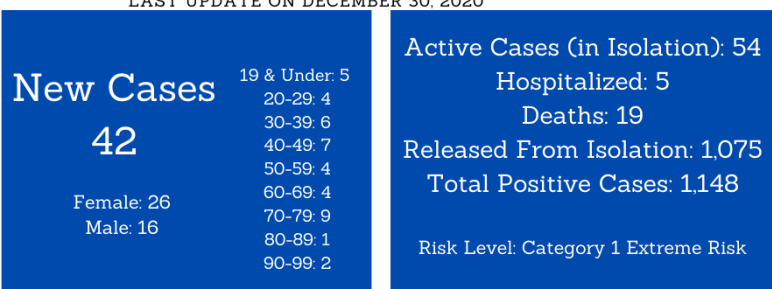 LAST UPDATE ON DECEMBER 30, 2020
New Cases
42
Female: 26
Male: 16
19 & Under: 5
20-29: 4
30-39: 6
40-49: 7
50-59: 4
60-69: 4
70-79: 9
80-89: 1
90-99: 2
Active Cases (in Isolation): 54
Hospitalized: 5
Deaths: 19
Released From Isolation: 1,075
Total Positive Cases: 1,148
Risk Level: Category 1 Extreme Risk